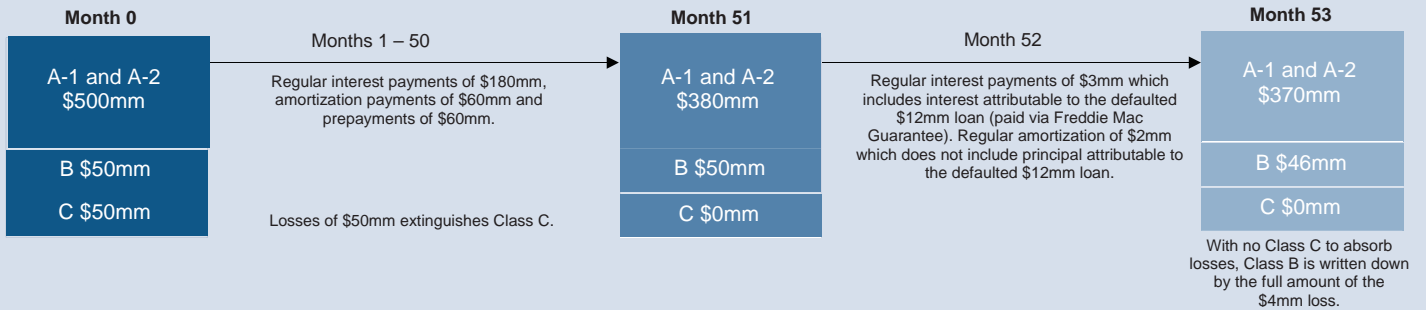 Month 0
A-1 and A-2
$500mm
B $50mm
C $50mm
Months 1 – 50
Regular interest payments of $180mm,
amortization payments of $60mm and
prepayments of $60mm.
Losses of $50mm extinguishes Class C.
Month 51
A-1 and A-2
$380mm
B $50mm
C $0mm
Month 52
Regular interest payments of $3mm which
includes interest attributable to the defaulted
$12mm loan (paid via Freddie Mac
Guarantee). Regular amortization of $2mm
which does not include principal attributable to
the defaulted $12mm loan.
Month 53
A-1 and A-2
$370mm
B $46mm
C $0mm
With no Class C to absorb
losses, Class B is written down
by the full amount of the
$4mm loss.